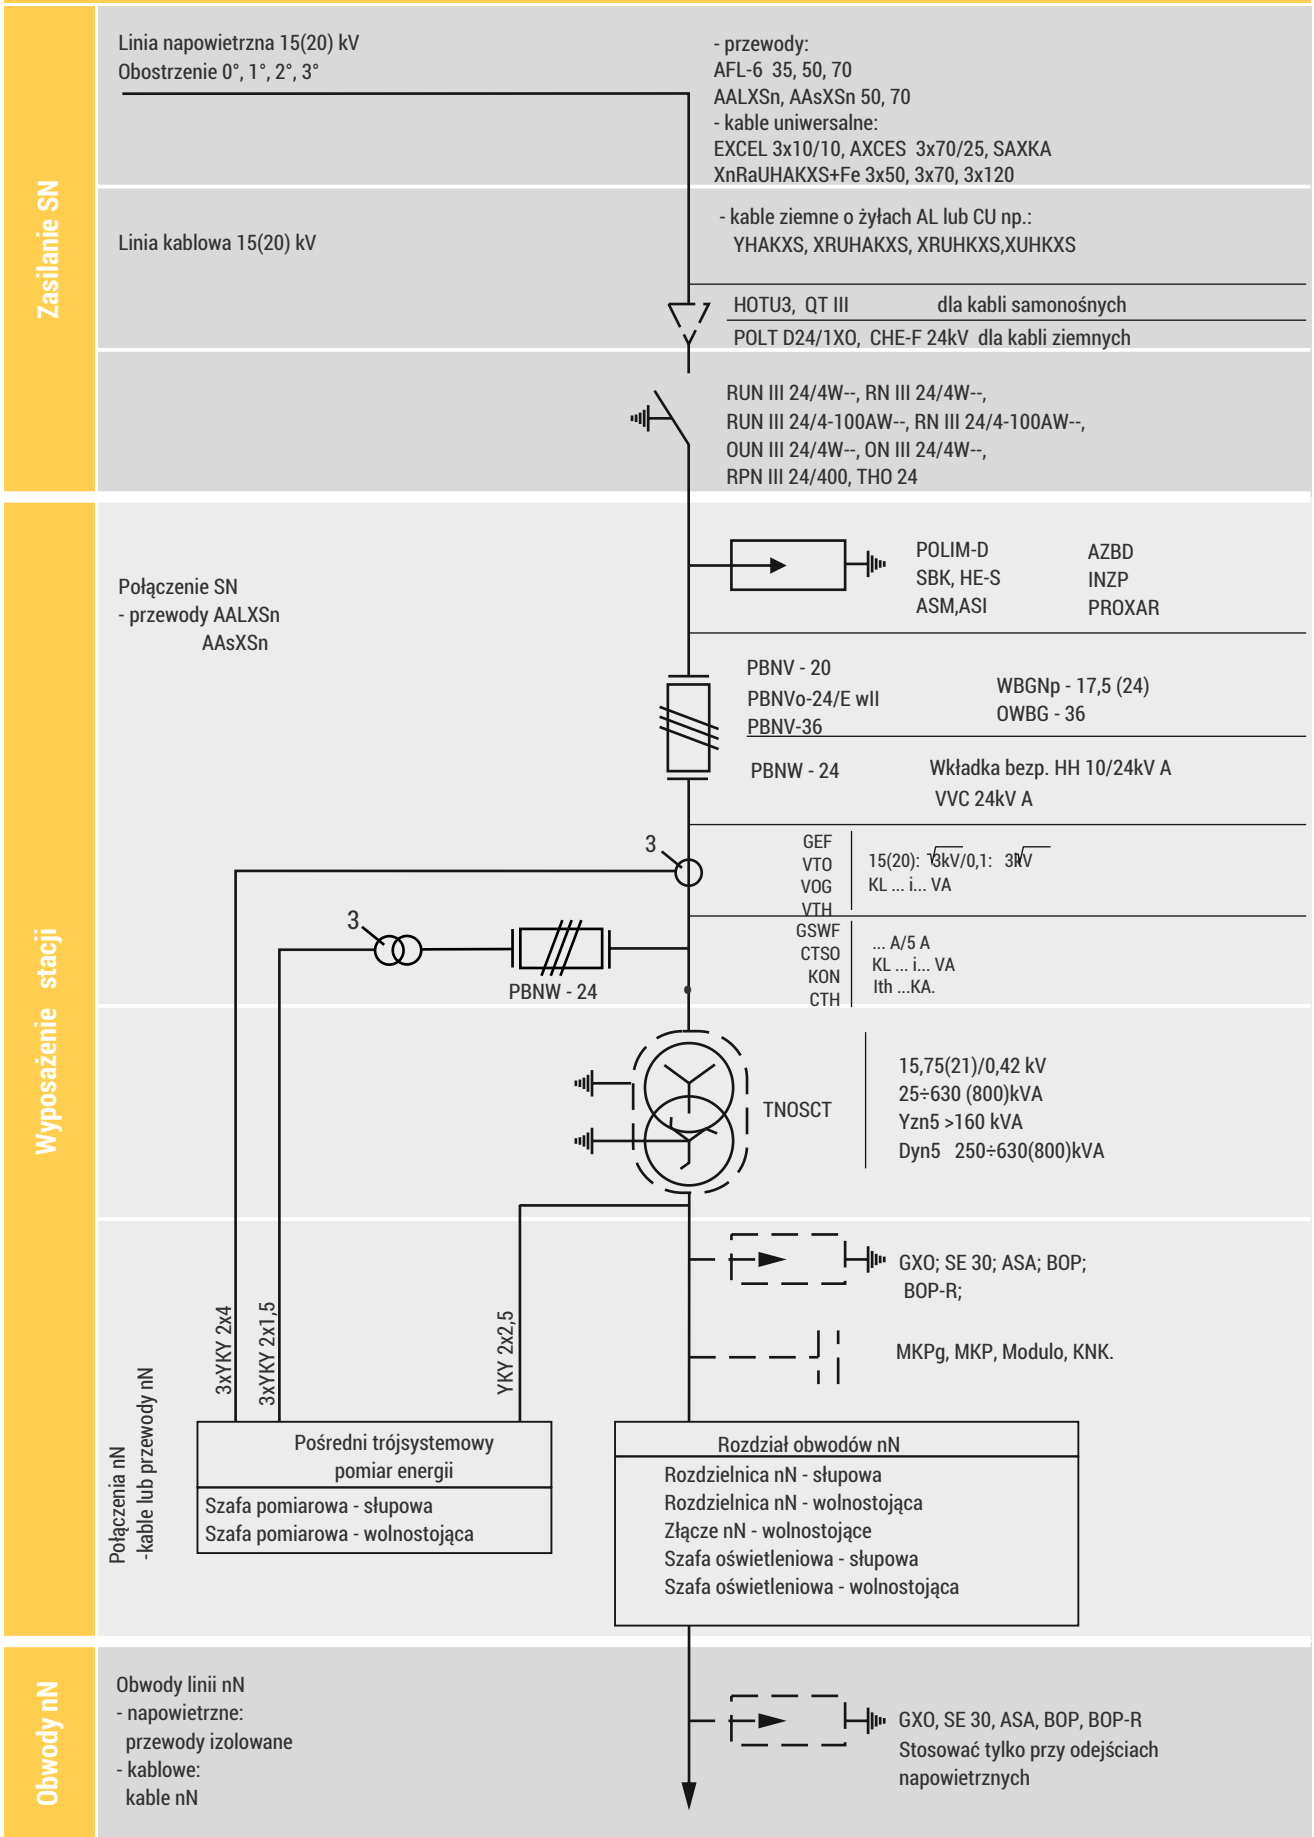 Zasilanie SN
Linia napowietrzna 15(20) kV
Obostrzenie 0°, 1°, 2°, 3°
- przewody:
AFL-6 35, 50, 70
AALXSn, AAsXSn 50, 70
- kable uniwersalne:
EXCEL 3x10/10, AXCES 3x70/25, SAXKA
XnRaUHAKXS+Fe 3x50, 3x70, 3x120
Linia kablowa 15(20) kV
- kable ziemne o żyłach AL lub CU np.:
YHAKXS, XRUHAKXS, XRUHKXS,XUHKXS
HOTU3, QT III dla kabli samonośnych
POLT D24/1XO, CHE-F 24kV dla kabli ziemnych
RUN III 24/4W--, RN III 24/4W--,
RUN III 24/4-100AW--, RN III 24/4-100AW--,
OUN III 24/4W--, ON III 24/4W--,
RPN III 24/400, THO 24
Wyposażenie stacji
Połączenie SN
- przewody AALXSn
AAsXSn
POLIM-D
SBK, HE-S
ASM,ASI
AZBD
INZP
PROXAR
PBNV - 20
PBNVo-24/E wII
PBNV-36
WBGNp - 17,5 (24)
OWBG - 36
PBNW - 24
Wkładka bezp. HH 10/24kV A
VVC 24kV A
3
GEF
VTO
VOG
VTH
15(20): √3kV/0,1: 3√kV
KL ... i... VA
3
PBNW - 24
GSWF
CTSO
KON
CTH
... A/5 A
KL ... i... VA
Ith ...KA.
TNOSCT
15,75(21)/0,42 kV
25÷630 (800)kVA
Yzn5 >160 kVA
Dyn5 250÷630(800)kVA
3xYKY 2x4
3xYKY 2x1,5
YKY 2x2,5
GXO; SE 30; ASA; BOP;
BOP-R;
MKPg, MKP, Modulo, KNK.
Połączenia nN
-kable lub przewody nN
Pośredni trójsystemowy
pomiar energii
Szafa pomiarowa - słupowa
Szafa pomiarowa - wolnostojąca
Rozdział obwodów nN
Rozdzielnica nN - słupowa
Rozdzielnica nN - wolnostojąca
Złącze nN - wolnostojące
Szafa oświetleniowa - słupowa
Szafa oświetleniowa - wolnostojąca
Obwody nN
Obwody linii nN
- napowietrzne:
przewody izolowane
- kablowe:
kable nN
GXO, SE 30, ASA, BOP, BOP-R
Stosować tylko przy odejściach
napowietrznych